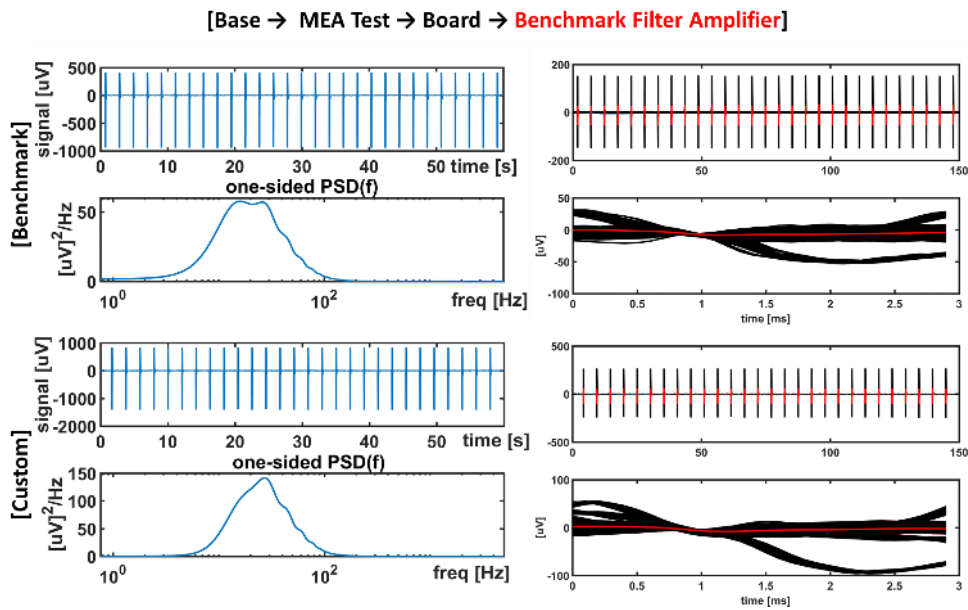 [Base → MEA Test → Board → Benchmark Filter Amplifier]
[Benchmark]
signal [uV]
500
0
-500
-1000
0 10 20 30 40 50 time [s]
one-sided PSD(f)
[uV]²/Hz
50
0
10⁰ 10² freq [Hz]
200
0
-200
0 50 100 150
[uV]
50
0
-50
-100
0 0.5 1 1.5 2 2.5 3
time [ms]
[Custom]
signal [uV]
1000
0
-1000
-2000
0 10 20 30 40 50 time [s]
one-sided PSD(f)
[uV]²/Hz
150
100
50
0
10⁰ 10² freq [Hz]
500
0
-500
0 50 100 150
[uV]
100
0
-100
0 0.5 1 1.5 2 2.5 3
time [ms]